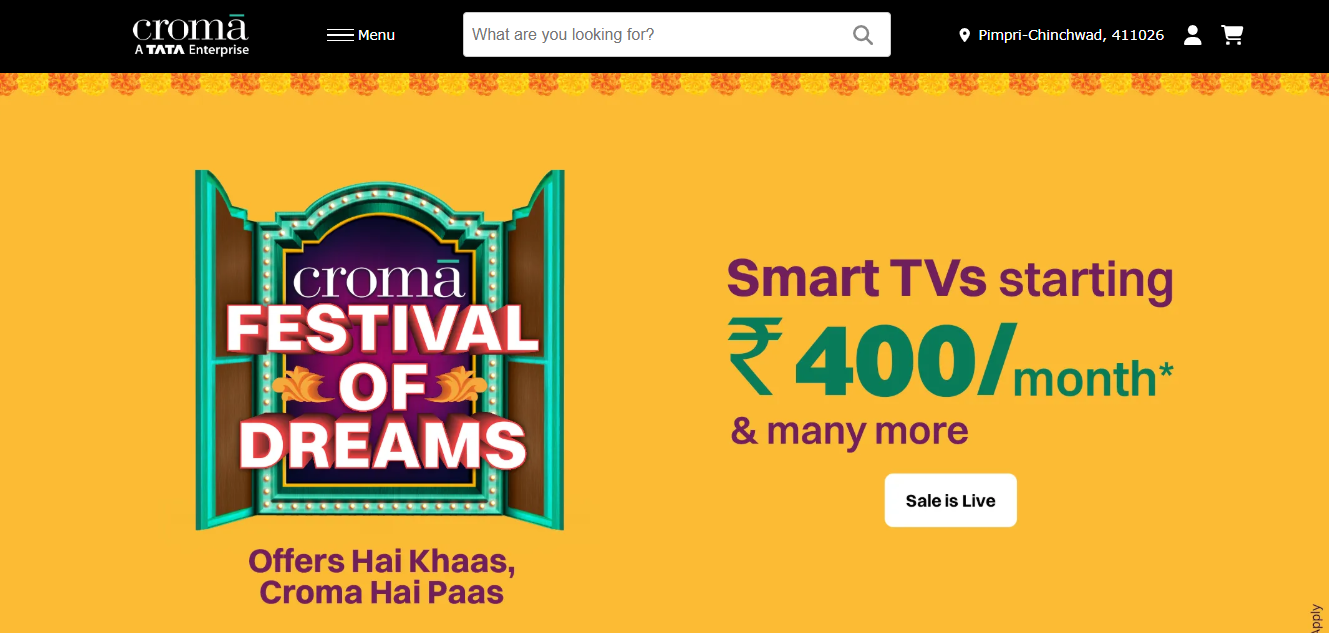 cromā
A TATA Enterprise
Menu
What are you looking for?
Pimpri-Chinchwad, 411026
cromā
FESTIVAL
OF
DREAMS
Offers Hai Khaas,
Croma Hai Paas
Smart TVs starting
₹400/month*
& many more
Sale is Live
Apply